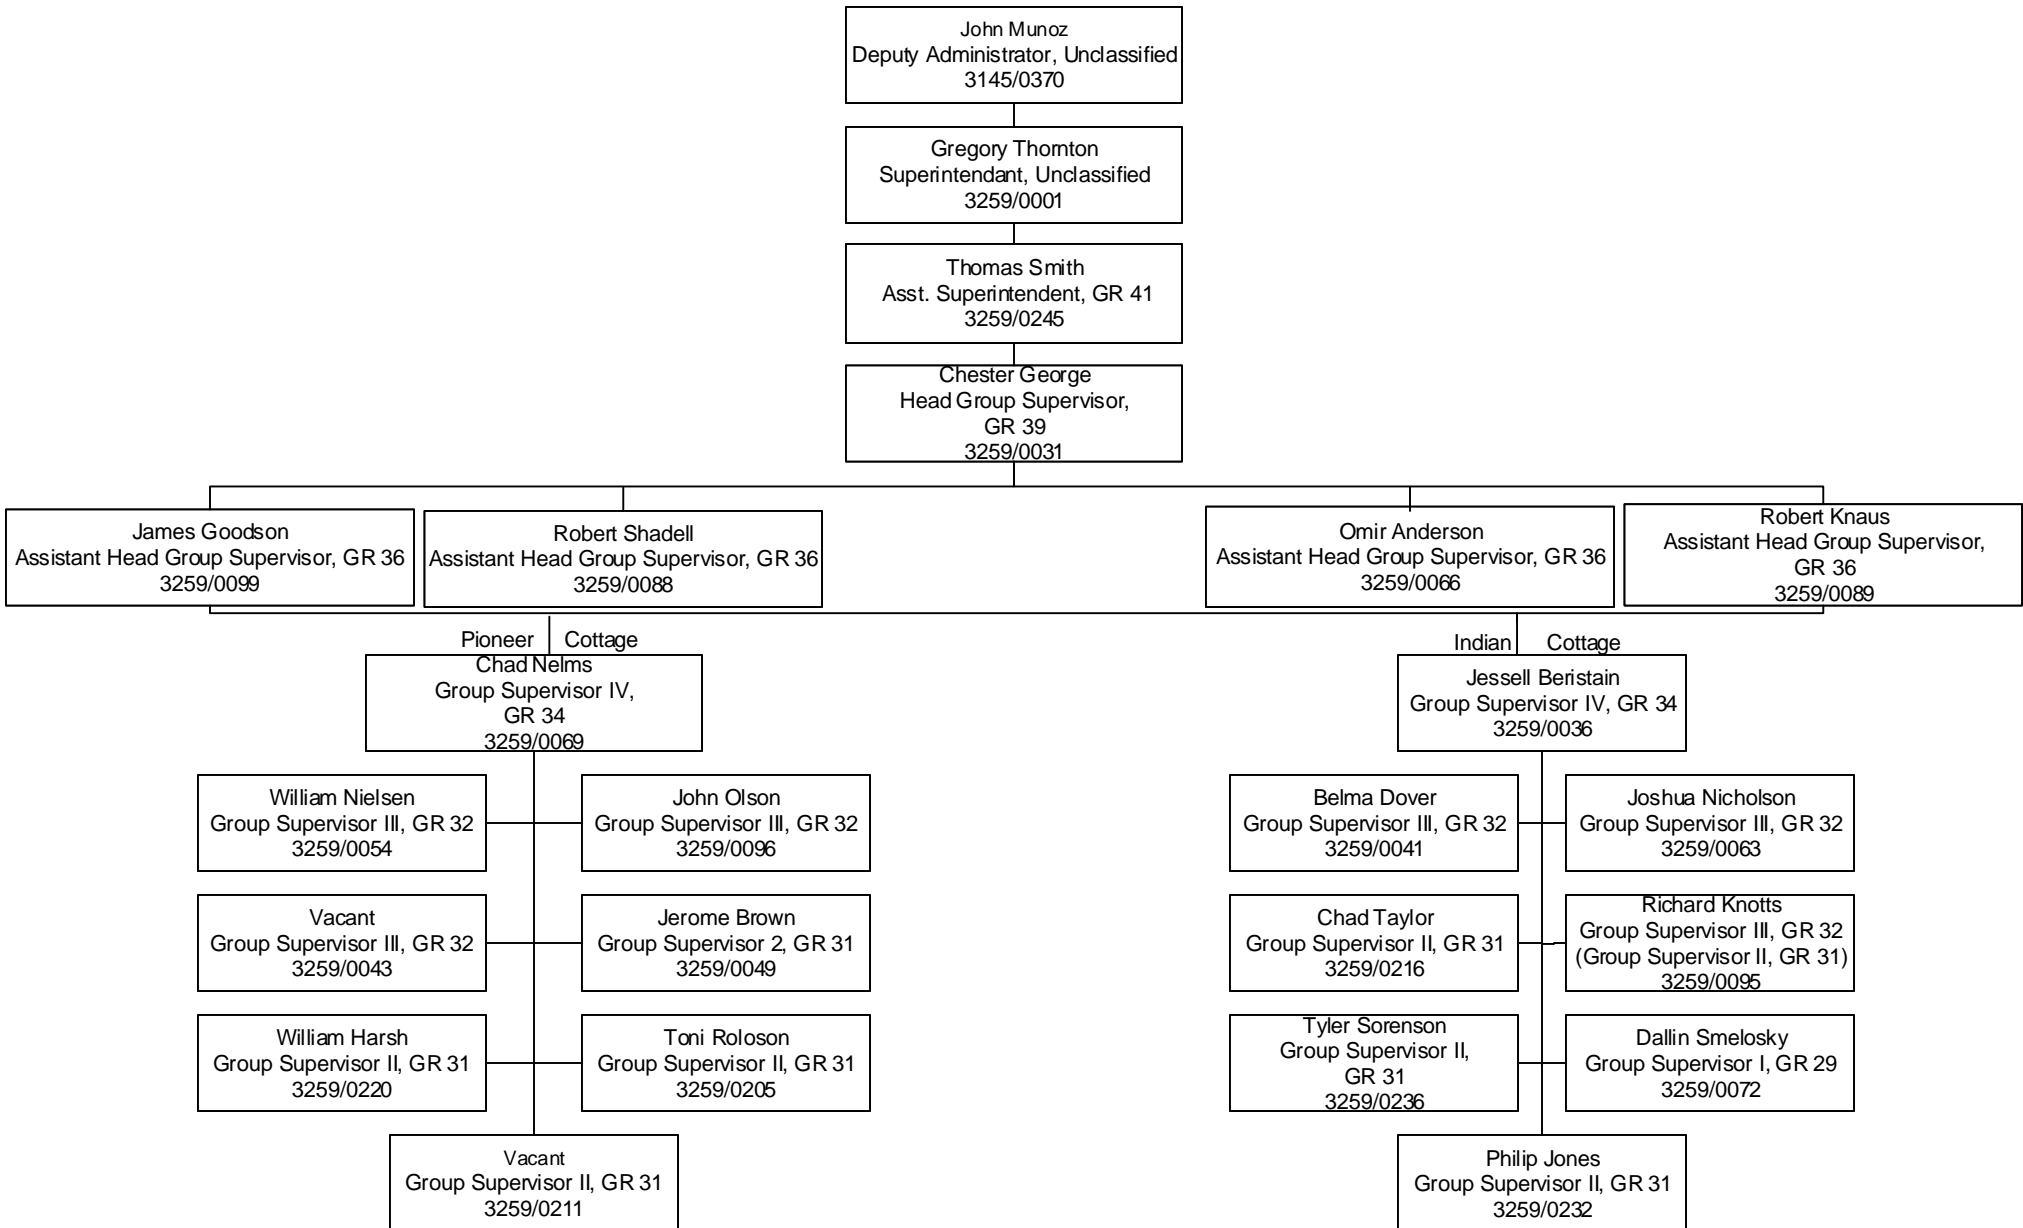 John Munoz
Deputy Administrator, Unclassified
3145/0370
Gregory Thornton
Superintendant, Unclassified
3259/0001
Thomas Smith
Asst. Superintendent, GR 41
3259/0245
Chester George
Head Group Supervisor,
GR 39
3259/0031
James Goodson
Assistant Head Group Supervisor, GR 36
3259/0099
Robert Shadell
Assistant Head Group Supervisor, GR 36
3259/0088
Omir Anderson
Assistant Head Group Supervisor, GR 36
3259/0066
Robert Knaus
Assistant Head Group Supervisor,
GR 36
3259/0089
Pioneer Cottage
Chad Nelms
Group Supervisor IV,
GR 34
3259/0069
William Nielsen
Group Supervisor III, GR 32
3259/0054
John Olson
Group Supervisor III, GR 32
3259/0096
Vacant
Group Supervisor III, GR 32
3259/0043
Jerome Brown
Group Supervisor 2, GR 31
3259/0049
William Harsh
Group Supervisor II, GR 31
3259/0220
Toni Roloson
Group Supervisor II, GR 31
3259/0205
Vacant
Group Supervisor II, GR 31
3259/0211
Indian Cottage
Jessell Beristain
Group Supervisor IV, GR 34
3259/0036
Belma Dover
Group Supervisor III, GR 32
3259/0041
Joshua Nicholson
Group Supervisor III, GR 32
3259/0063
Chad Taylor
Group Supervisor II, GR 31
3259/0216
Richard Knotts
Group Supervisor III, GR 32
(Group Supervisor II, GR 31)
3259/0095
Tyler Sorenson
Group Supervisor II,
GR 31
3259/0236
Dallin Smelosky
Group Supervisor I, GR 29
3259/0072
Philip Jones
Group Supervisor II, GR 31
3259/0232